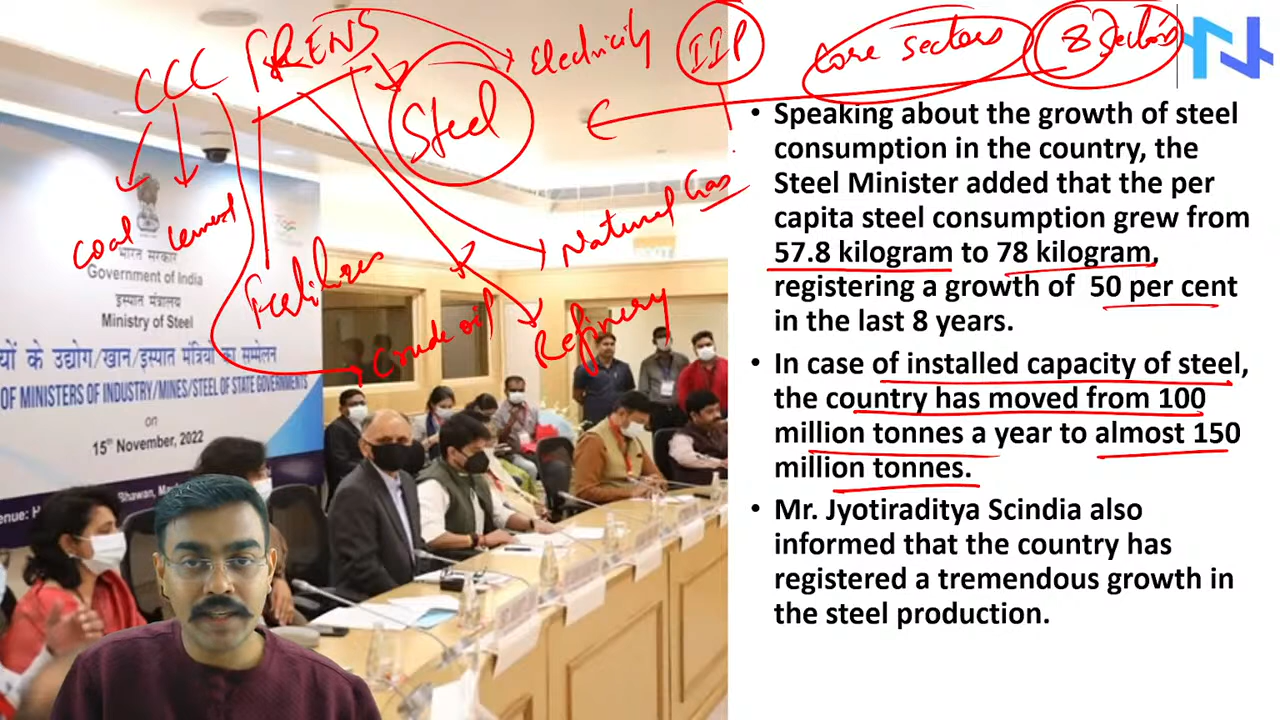 CCC FRENS
Electricity
IIP
Core sectors
8 Sectors
Steel
Coal
Cement
Fertilizers
Crude oil
Natural Gas
Refinery
भारत सरकार
Government of India
इस्पात मंत्रालय
Ministry of Steel
यों के उद्योग/खान/इस्पात मंत्रियों का सम्मेलन
OF MINISTERS OF INDUSTRY/MINES/STEEL OF STATE GOVERNMENTS
on
15th November, 2022
enue:
Bhawan,
• Speaking about the growth of steel
consumption in the country, the
Steel Minister added that the per
capita steel consumption grew from
57.8 kilogram to 78 kilogram,
registering a growth of 50 per cent
in the last 8 years.
• In case of installed capacity of steel,
the country has moved from 100
million tonnes a year to almost 150
million tonnes.
• Mr. Jyotiraditya Scindia also
informed that the country has
registered a tremendous growth in
the steel production.